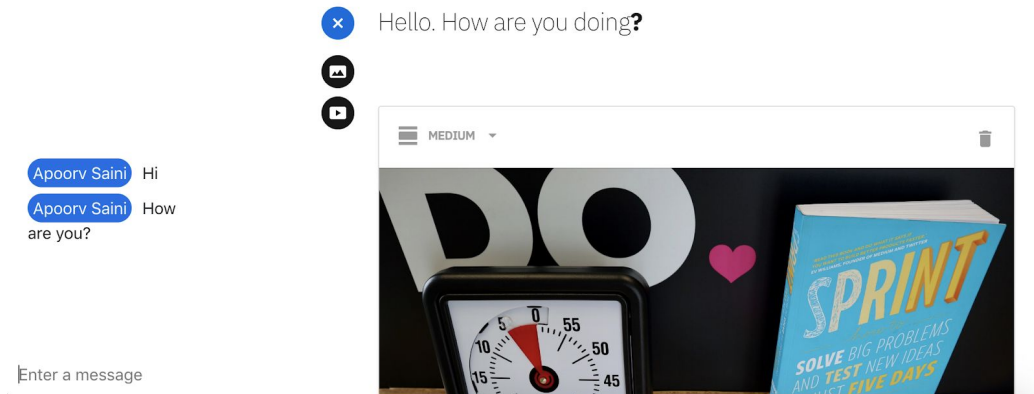 Hello. How are you doing?
MEDIUM
Apoorv Saini Hi
Apoorv Saini How
are you?
Enter a message
DO
5 0 55
10 50
15 45
SPRINT
SOLVE BIG PROBLEMS
AND TEST NEW IDEAS
FIVE DAYS